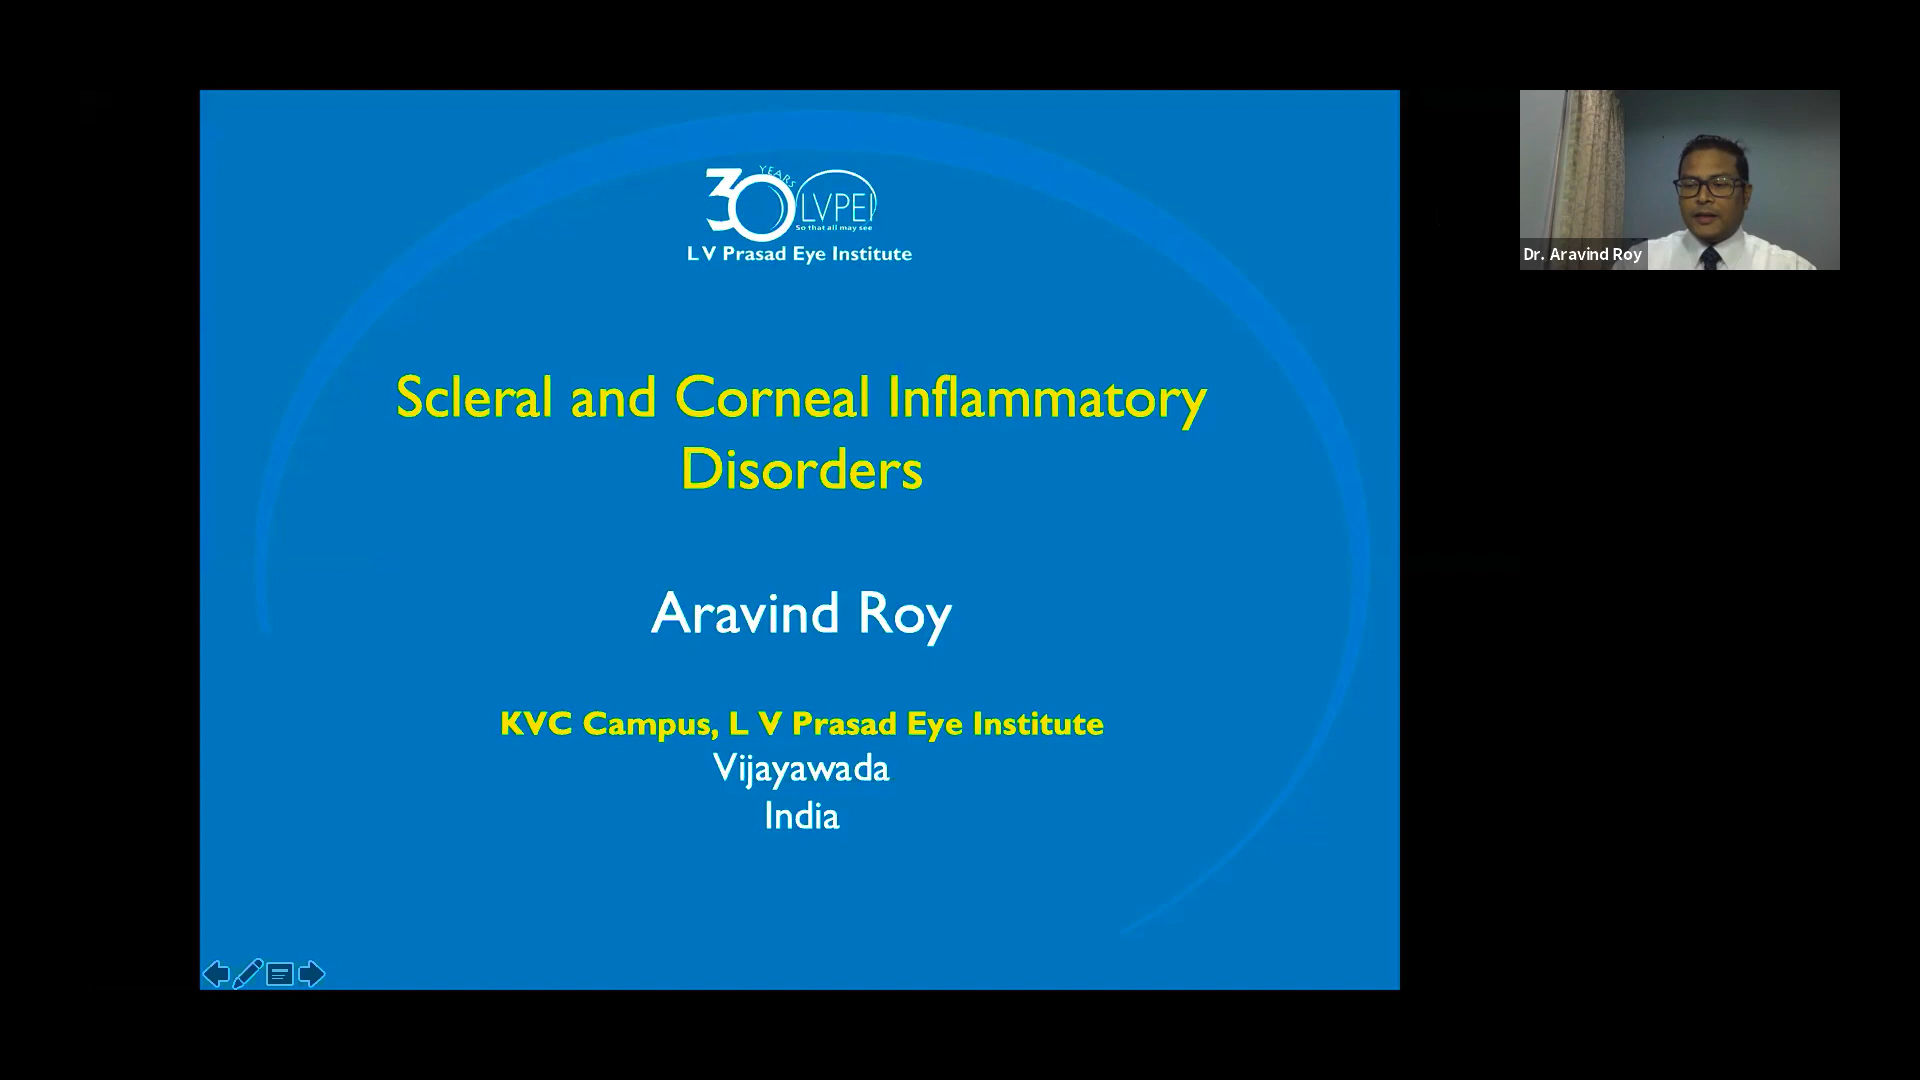 30 YEARS LVPEI
So that all may see
L V Prasad Eye Institute
Scleral and Corneal Inflammatory
Disorders
Aravind Roy
KVC Campus, L V Prasad Eye Institute
Vijayawada
India
Dr. Aravind Roy